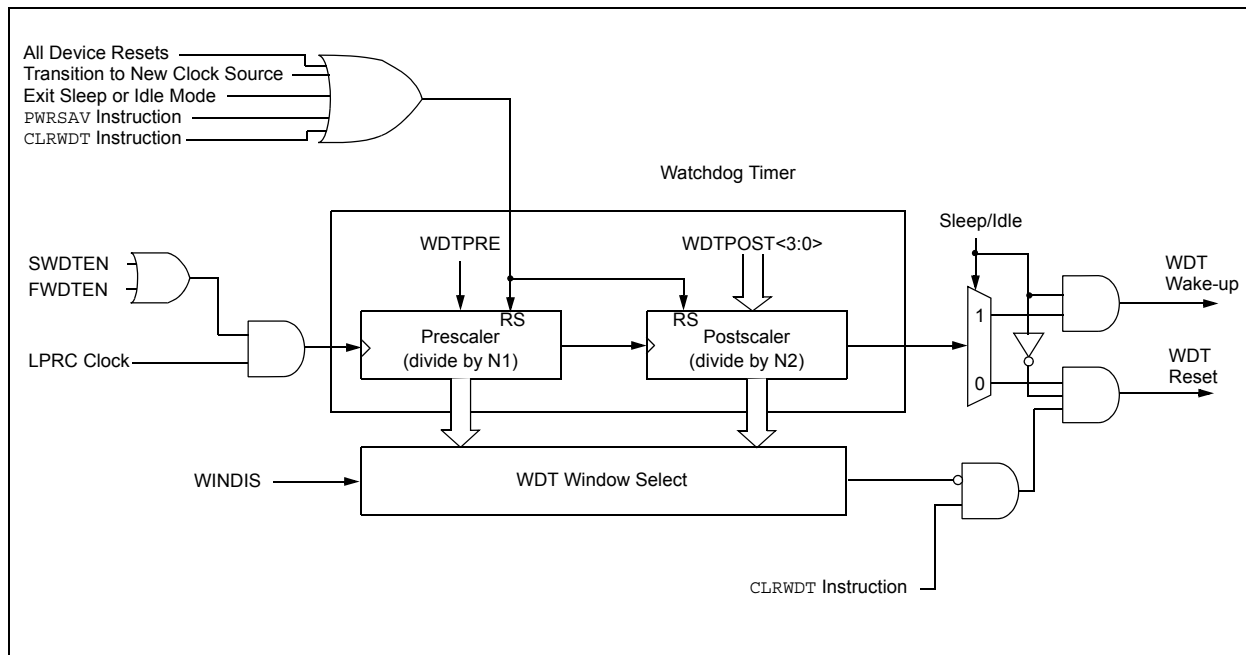 All Device Resets
Transition to New Clock Source
Exit Sleep or Idle Mode
PWRSAV Instruction
CLRWDT Instruction
Watchdog Timer
Sleep/Idle
WDTPRE
WDTPOST<3:0>
SWDTEN
FWDTEN
WDT
Wake-up
RS
RS
1
Prescaler
(divide by N1)
Postscaler
(divide by N2)
LPRC Clock
WDT
Reset
0
WINDIS
WDT Window Select
CLRWDT Instruction